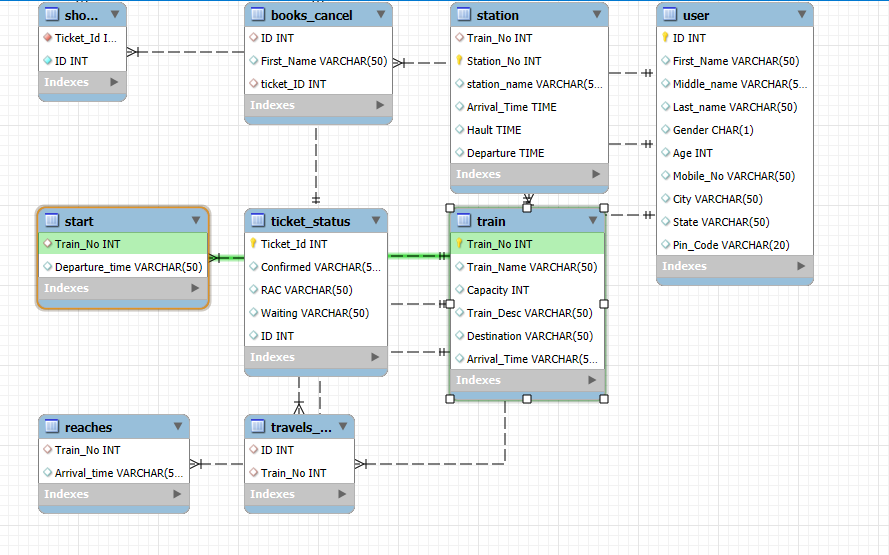 sho...
Ticket_Id I...
ID INT
Indexes
books_cancel
ID INT
First_Name VARCHAR(50)
ticket_ID INT
Indexes
station
Train_No INT
Station_No INT
station_name VARCHAR(5...
Arrival_Time TIME
Hault TIME
Departure TIME
Indexes
user
ID INT
First_Name VARCHAR(50)
Middle_name VARCHAR(5...
Last_name VARCHAR(50)
Gender CHAR(1)
Age INT
Mobile_No VARCHAR(50)
City VARCHAR(50)
State VARCHAR(50)
Pin_Code VARCHAR(20)
Indexes
start
Train_No INT
Departure_time VARCHAR(50)
Indexes
ticket_status
Ticket_Id INT
Confirmed VARCHAR(5...
RAC VARCHAR(50)
Waiting VARCHAR(50)
ID INT
Indexes
train
Train_No INT
Train_Name VARCHAR(50)
Capacity INT
Train_Desc VARCHAR(50)
Destination VARCHAR(50)
Arrival_Time VARCHAR(5...
Indexes
reaches
Train_No INT
Arrival_time VARCHAR(5...
Indexes
travels_...
ID INT
Train_No INT
Indexes